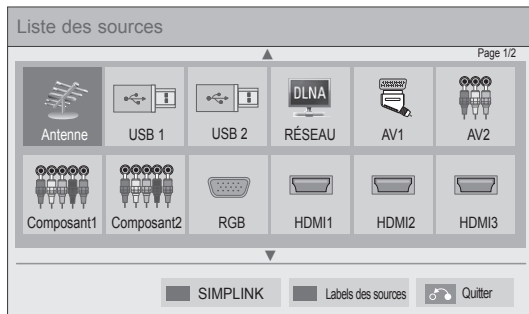 Liste des sources
Page 1/2
DLNA
Antenne USB 1 USB 2 RÉSEAU AV1 AV2
Composant1 Composant2 RGB HDMI1 HDMI2 HDMI3
SIMPLINK Labels des sources Quitter